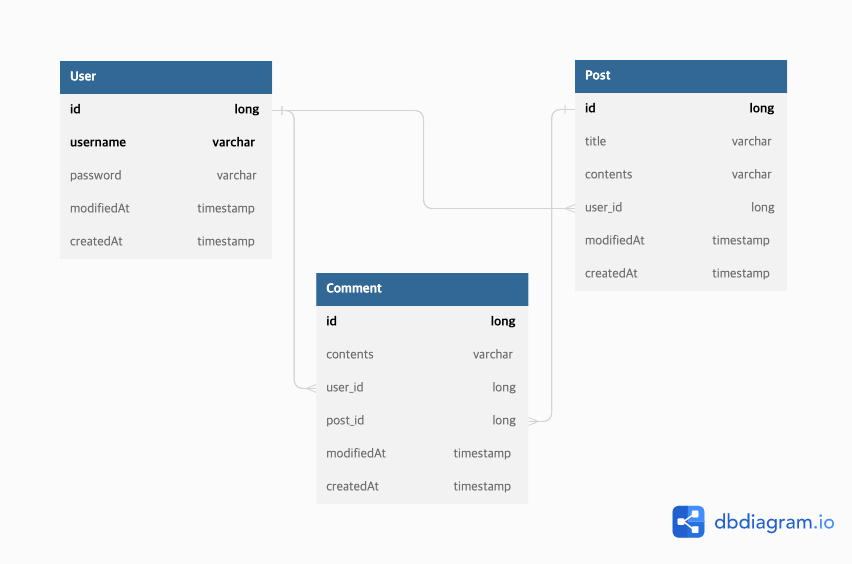 User
id long
username varchar
password varchar
modifiedAt timestamp
createdAt timestamp
Post
id long
title varchar
contents varchar
user_id long
modifiedAt timestamp
createdAt timestamp
Comment
id long
contents varchar
user_id long
post_id long
modifiedAt timestamp
createdAt timestamp
dbdiagram.io